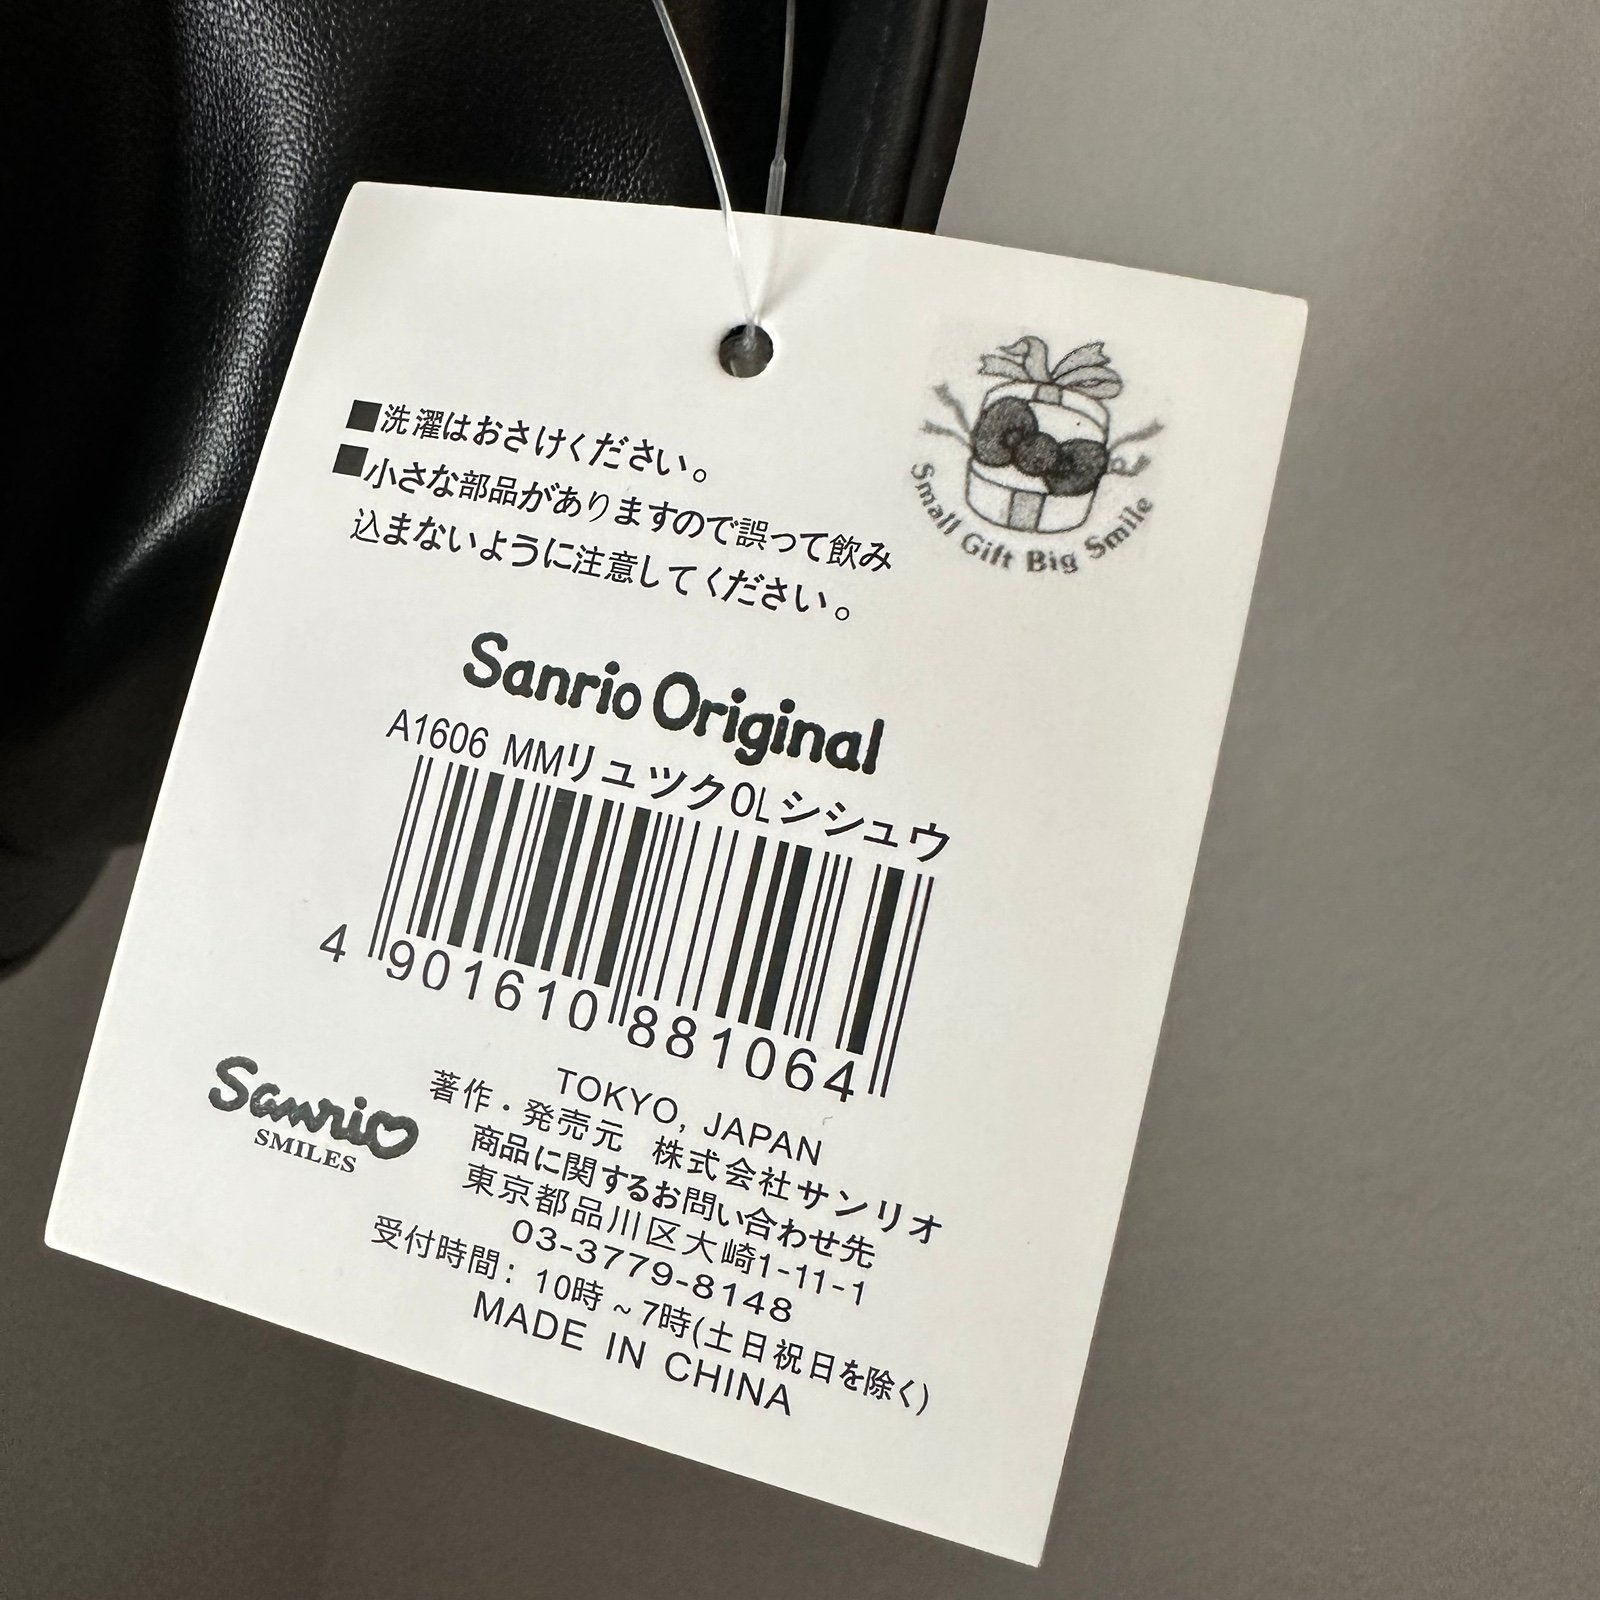 ■洗濯はおさけください。
■小さな部品がありますので誤って飲み
込まないように注意してください。
Small Gift Big Smile
Sanrio Original
A1606 MMリュツクOLシシュウ
4 901610 881064
Sanrio
SMILES
TOKYO, JAPAN
著作・発売元 株式会社サンリオ
商品に関するお問い合わせ先
東京都品川区大崎1-11-1
03-3779-8148
受付時間: 10時~7時(土日祝日を除く)
MADE IN CHINA